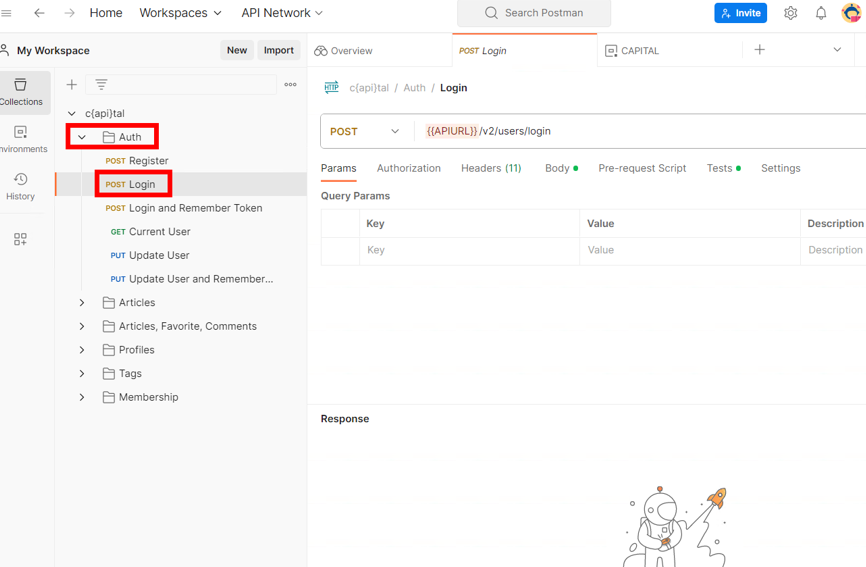 Home Workspaces API Network Search Postman Invite
My Workspace New Import Overview POST Login CAPITAL
Collections
c{api}tal
c{api}tal / Auth / Login
Auth
POST {{APIURL}}/v2/users/login
nvironments
POST Register
Params Authorization Headers (11) Body Pre-request Script Tests Settings
History
POST Login
Query Params
POST Login and Remember Token
Key Value Description
GET Current User
Key Value Description
PUT Update User
PUT Update User and Remember...
Articles
Articles, Favorite, Comments
Profiles
Tags
Membership
Response